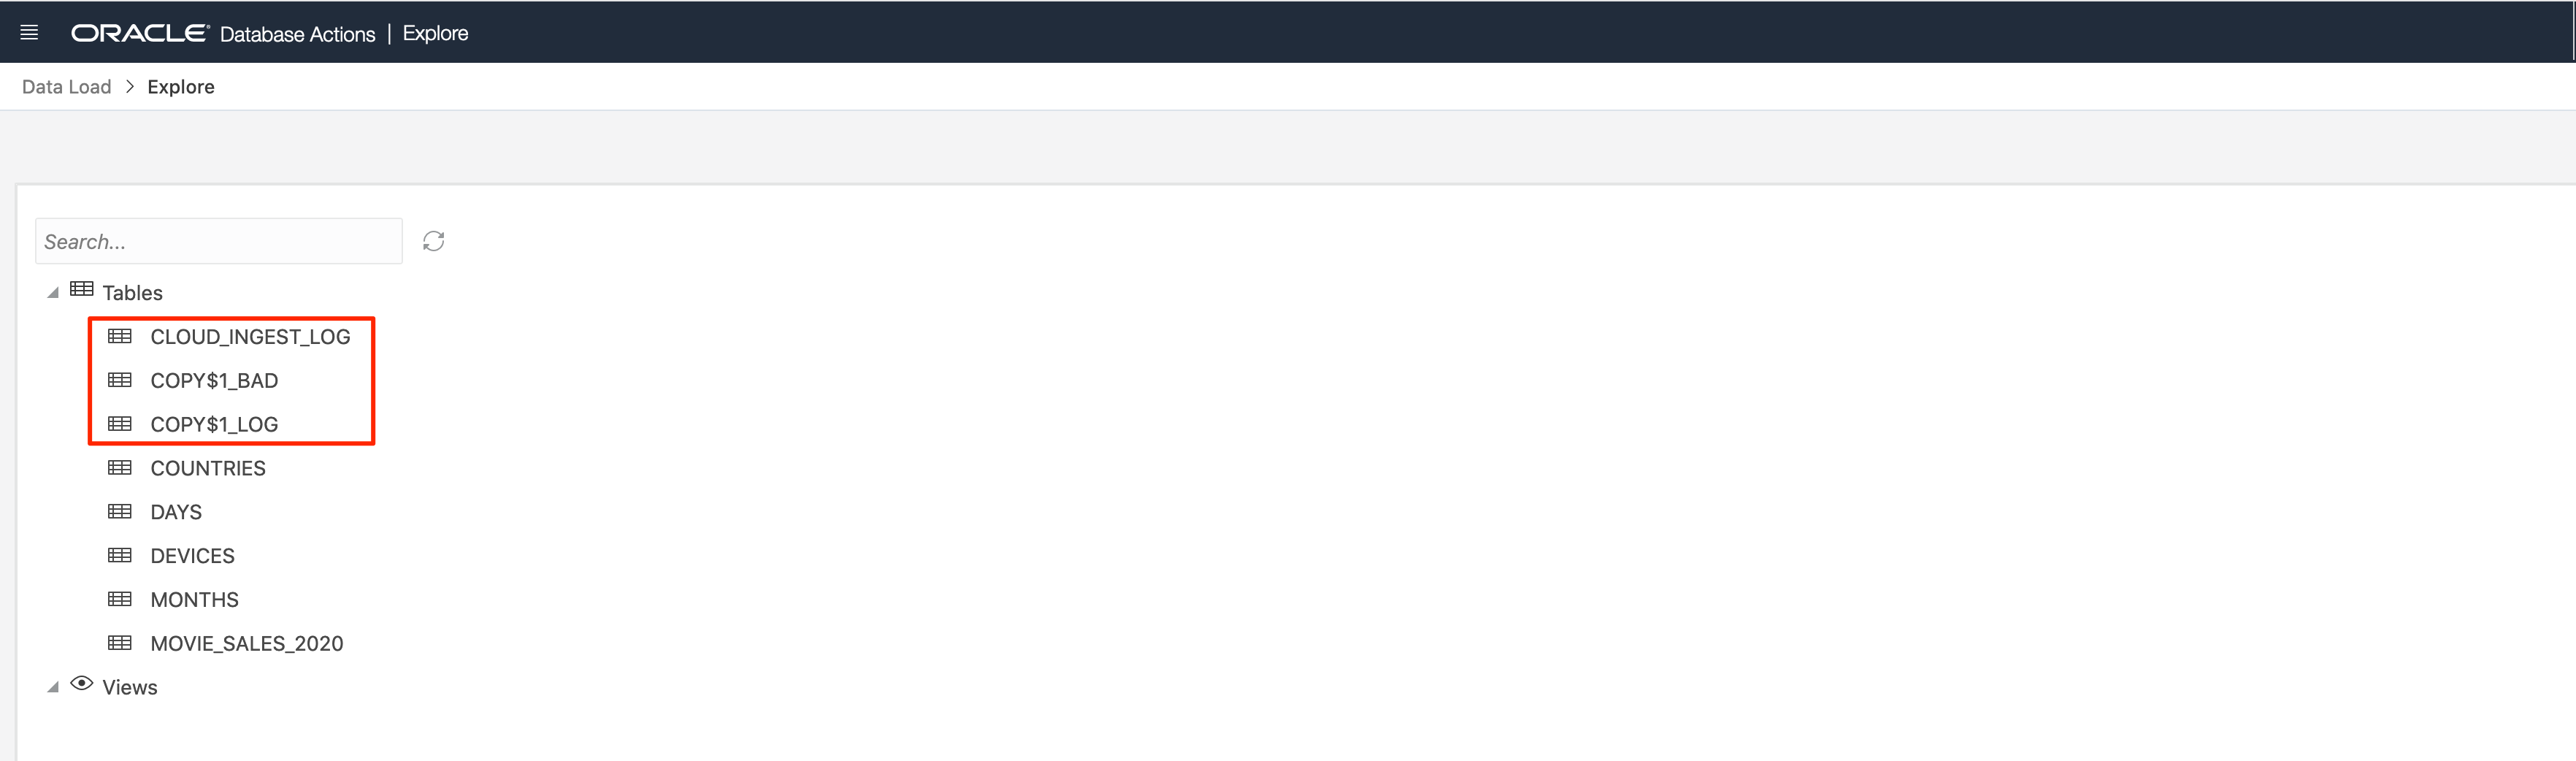 ORACLE Database Actions | Explore
Data Load > Explore
Search...
Tables
CLOUD_INGEST_LOG
COPY$1_BAD
COPY$1_LOG
COUNTRIES
DAYS
DEVICES
MONTHS
MOVIE_SALES_2020
Views